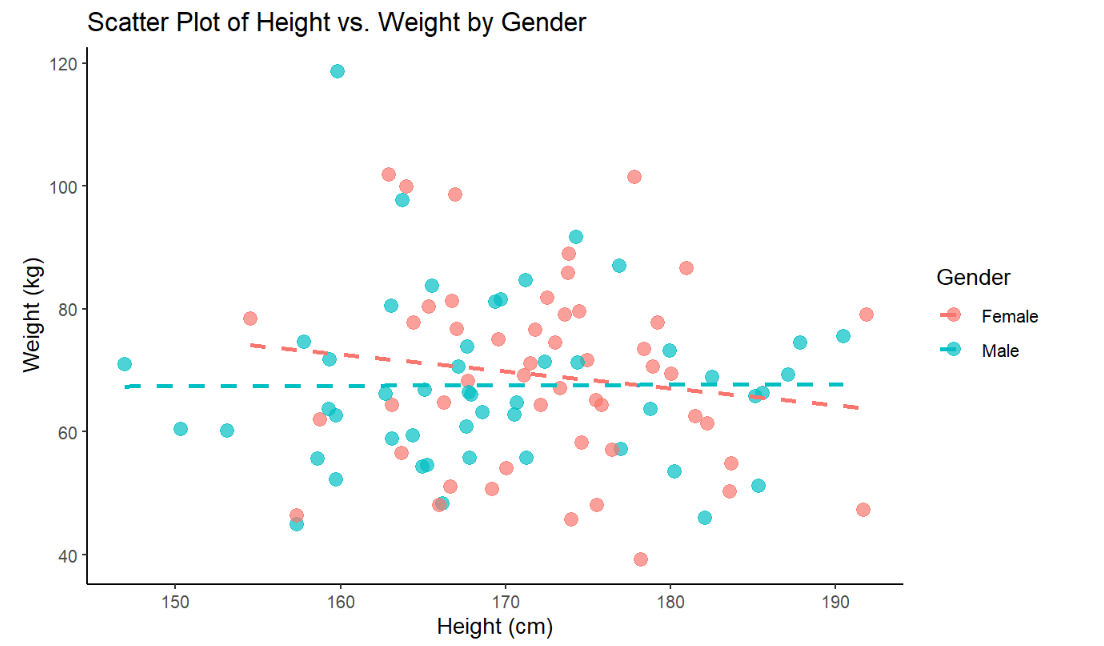 Scatter Plot of Height vs. Weight by Gender
120
100
80
60
40
Weight (kg)
150 160 170 180 190
Height (cm)
Gender
Female
Male